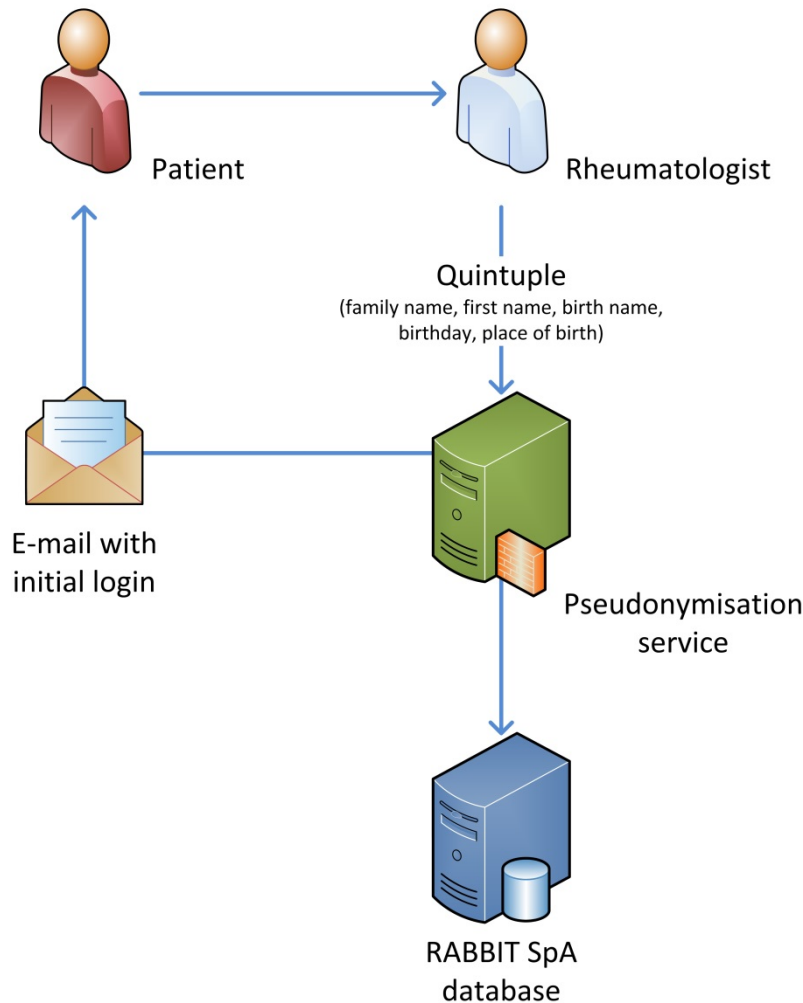 Patient
Rheumatologist
Quintuple
(family name, first name, birth name,
birthday, place of birth)
E-mail with
initial login
Pseudonymisation
service
RABBIT SpA
database